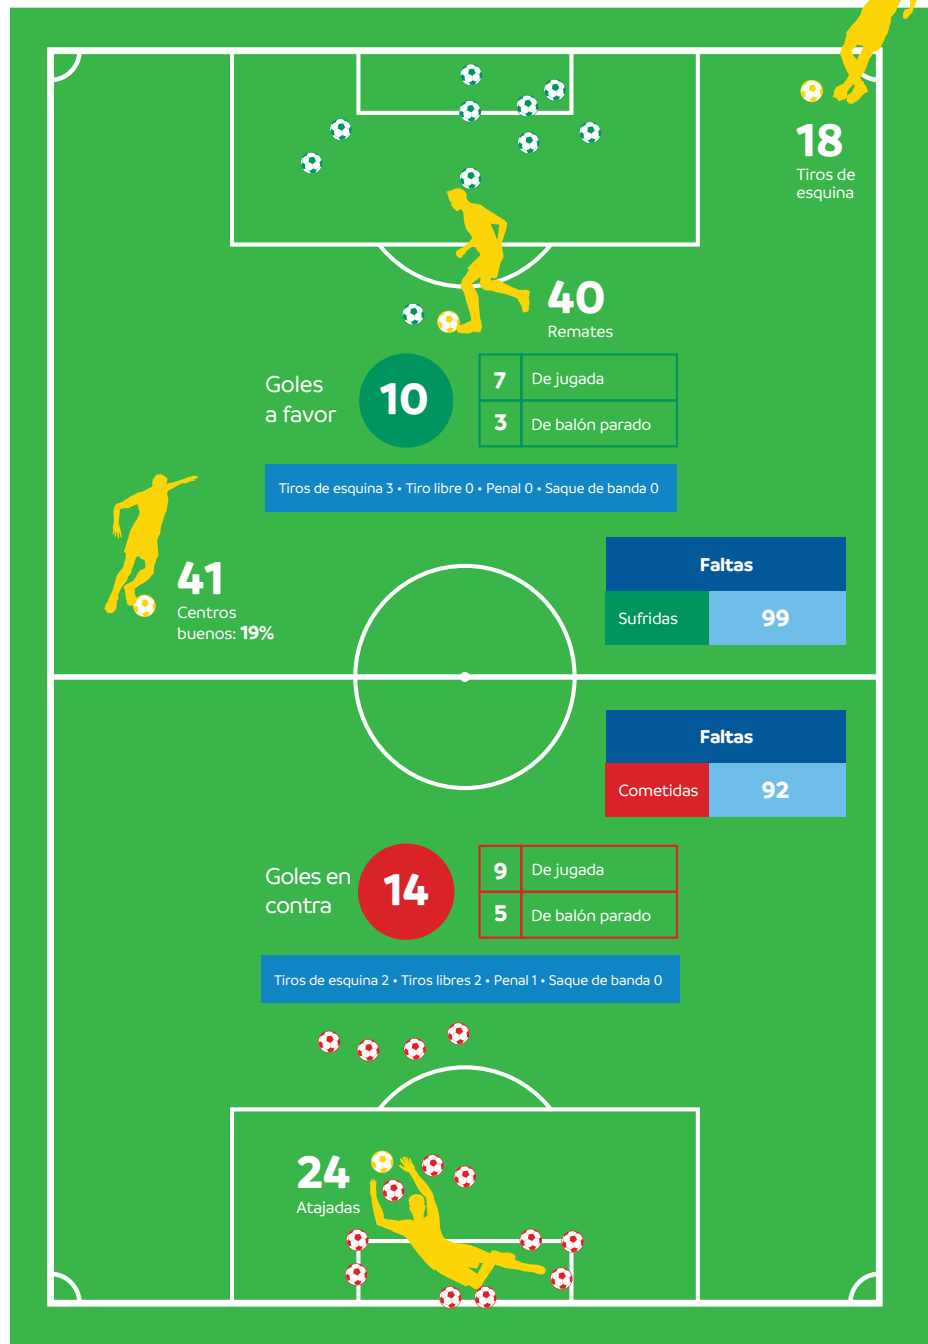 18
Tiros de
esquina
40
Remates
Goles
a favor
10
7 De jugada
3 De balón parado
Tiros de esquina 3 • Tiro libre 0 • Penal 0 • Saque de banda 0
41
Centros
buenos: 19%
Faltas
Sufridas 99
Faltas
Cometidas 92
Goles en
contra
14
9 De jugada
5 De balón parado
Tiros de esquina 2 • Tiros libres 2 • Penal 1 • Saque de banda 0
24
Atajadas